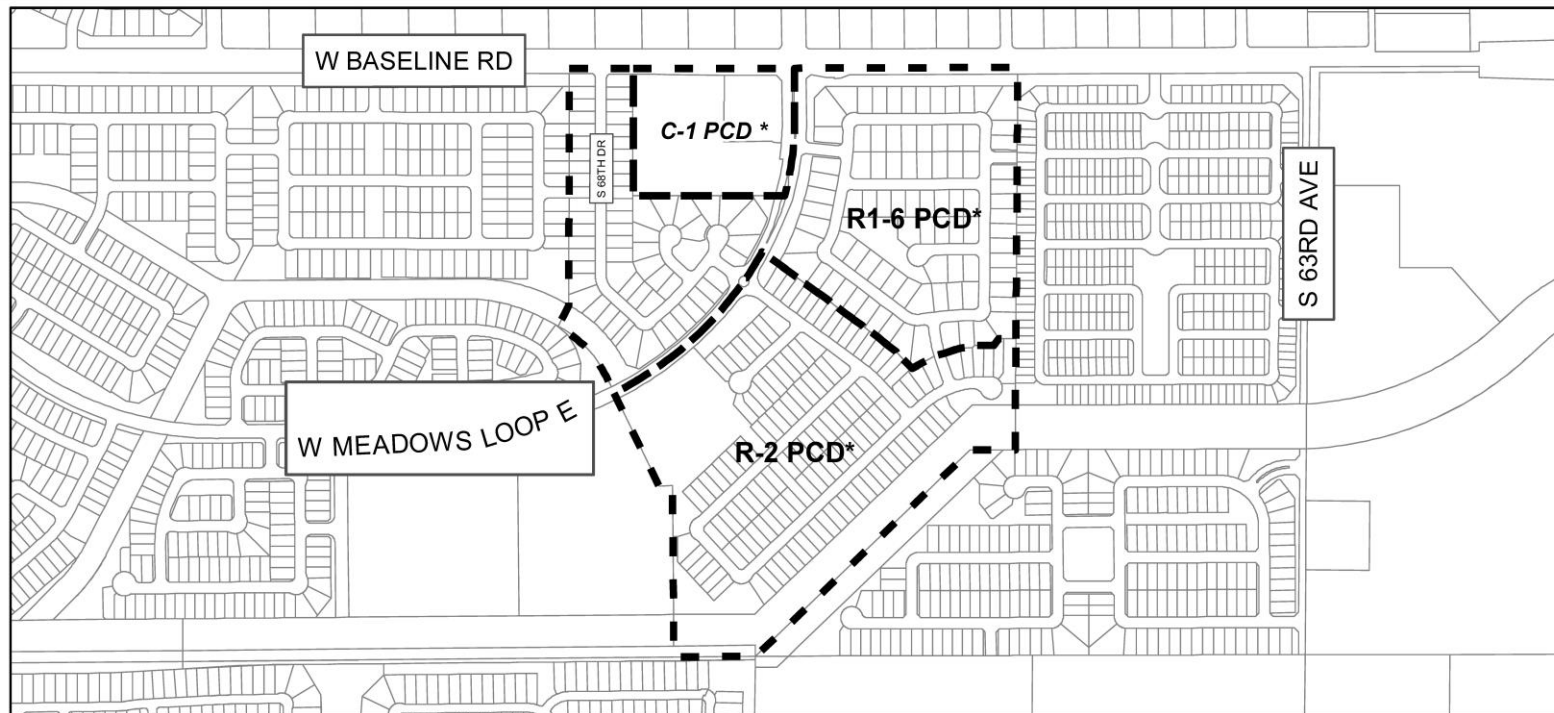 W BASELINE RD
C-1 PCD *
S 68TH DR
R1-6 PCD*
S 63RD AVE
W MEADOWS LOOP E
R-2 PCD*